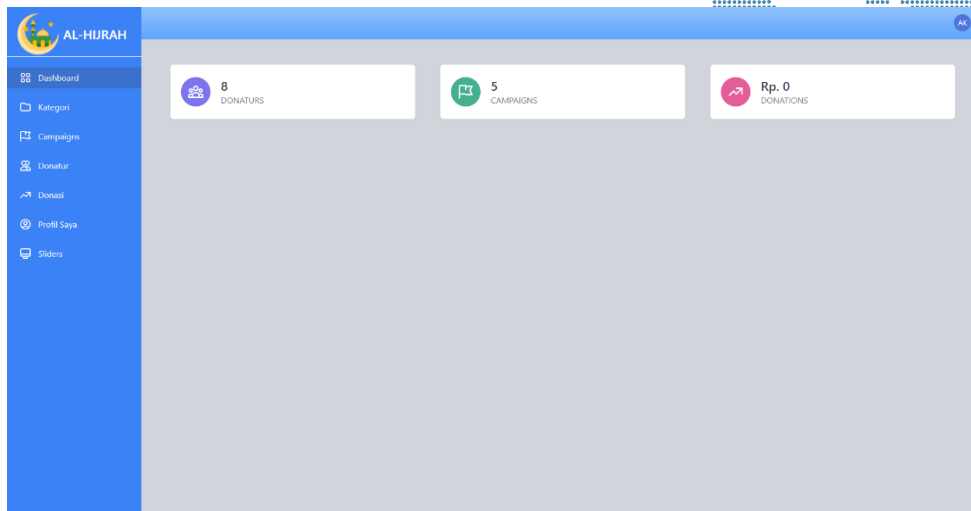 AL-HIJRAH
AK
Dashboard
Kategori
Campaigns
Donatur
Donasi
Profil Saya
Sliders
8
DONATURS
5
CAMPAIGNS
Rp. 0
DONATIONS